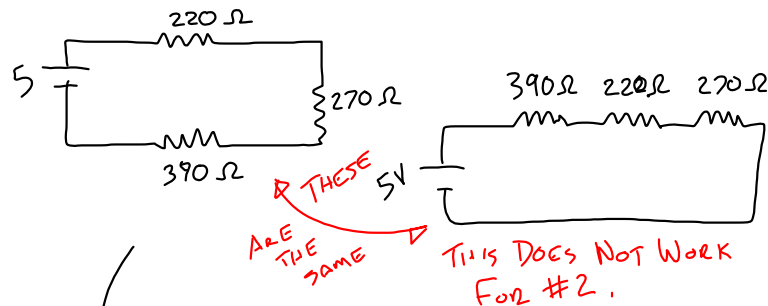 220 Ω
5
270 Ω
390 Ω
390Ω 220Ω 270Ω
5V
THESE
ARE
THE
SAME
THIS DOES NOT WORK
FOR #2.